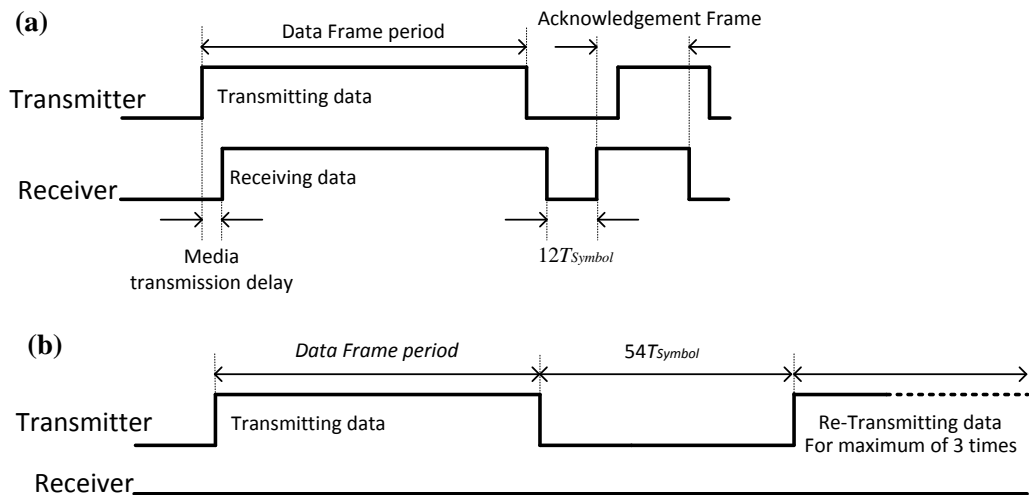 (a)
Data Frame period
Acknowledgement Frame
Transmitter
Transmitting data
Receiver
Receiving data
Media
transmission delay
12TSymbol
(b)
Data Frame period
54TSymbol
Transmitter
Transmitting data
Re-Transmitting data
For maximum of 3 times
Receiver